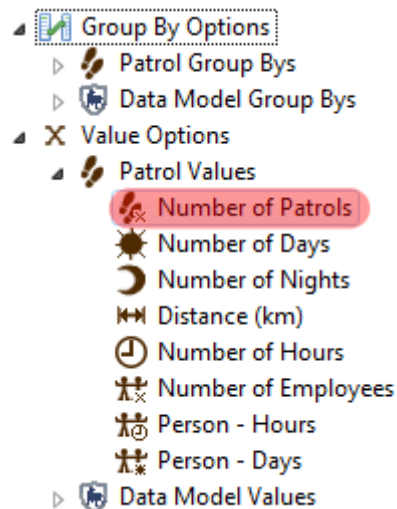 Group By Options
Patrol Group Bys
Data Model Group Bys
Value Options
Patrol Values
Number of Patrols
Number of Days
Number of Nights
Distance (km)
Number of Hours
Number of Employees
Person - Hours
Person - Days
Data Model Values